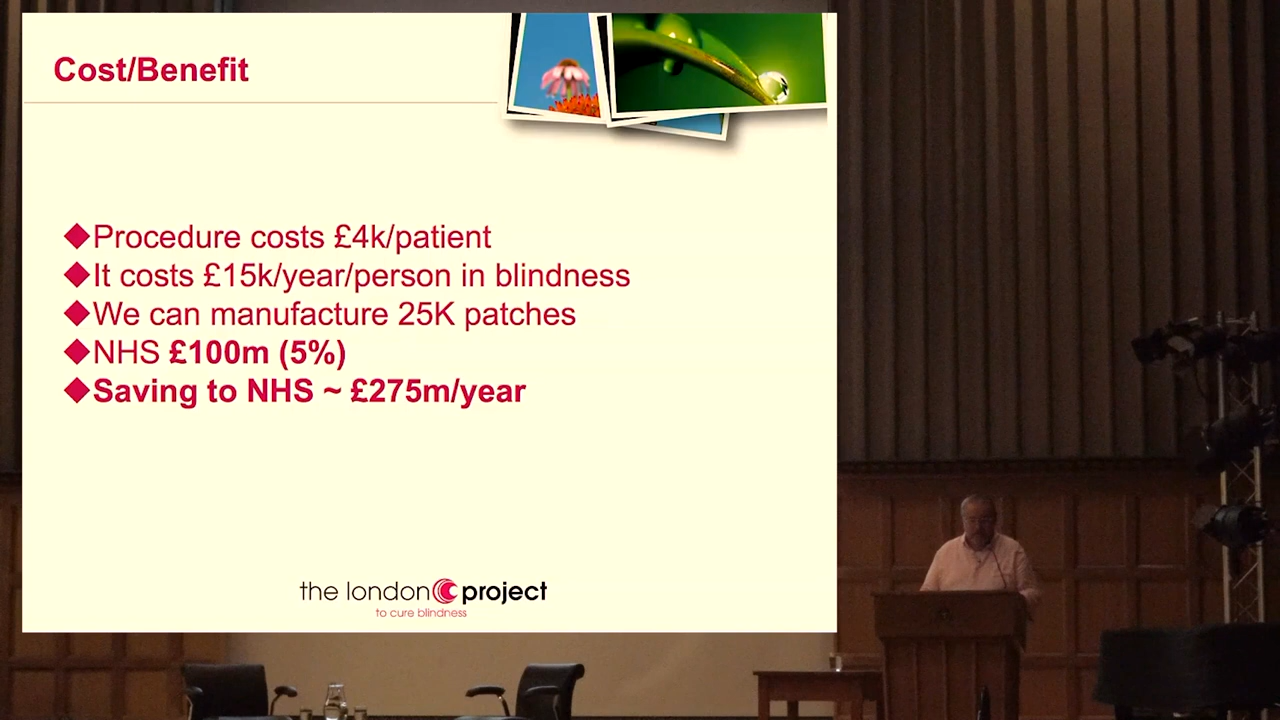 Cost/Benefit
◆Procedure costs £4k/patient
◆It costs £15k/year/person in blindness
◆We can manufacture 25K patches
◆NHS £100m (5%)
◆Saving to NHS ~ £275m/year
the london project
to cure blindness